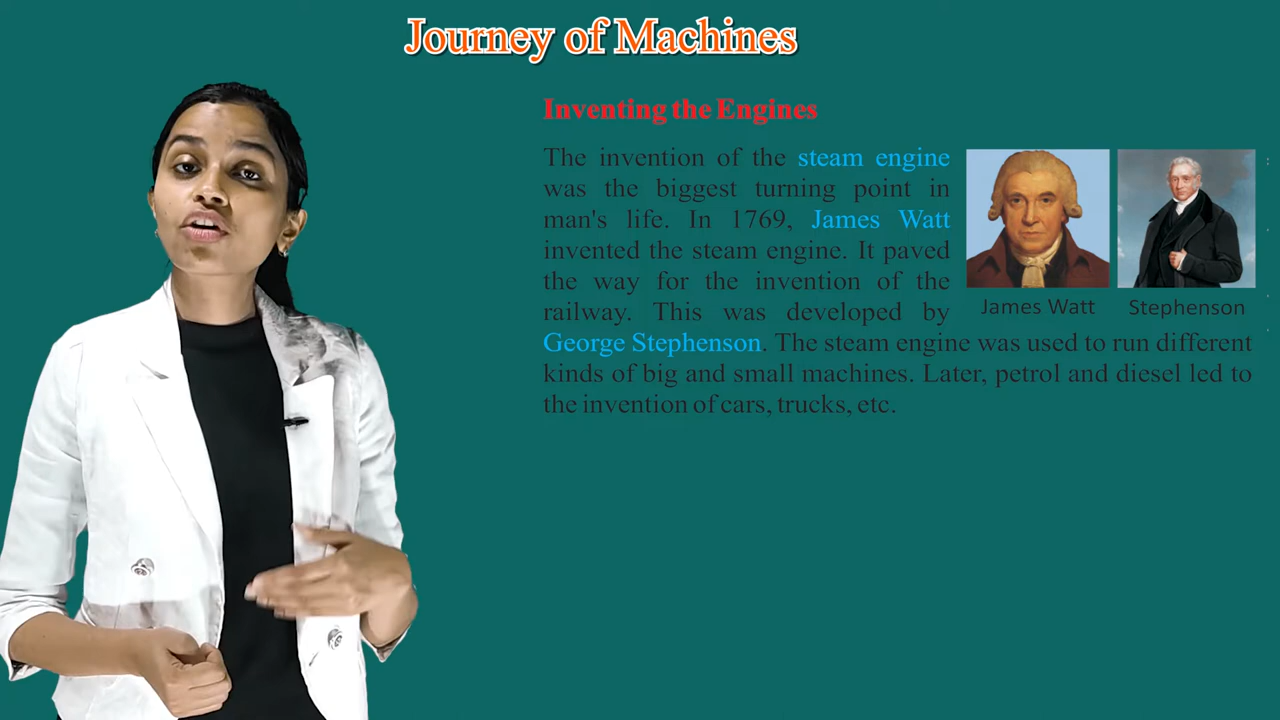 Journey of Machines
Inventing the Engines
The invention of the steam engine
was the biggest turning point in
man's life. In 1769, James Watt
invented the steam engine. It paved
the way for the invention of the
railway. This was developed by
George Stephenson. The steam engine was used to run different
kinds of big and small machines. Later, petrol and diesel led to
the invention of cars, trucks, etc.
James Watt
Stephenson